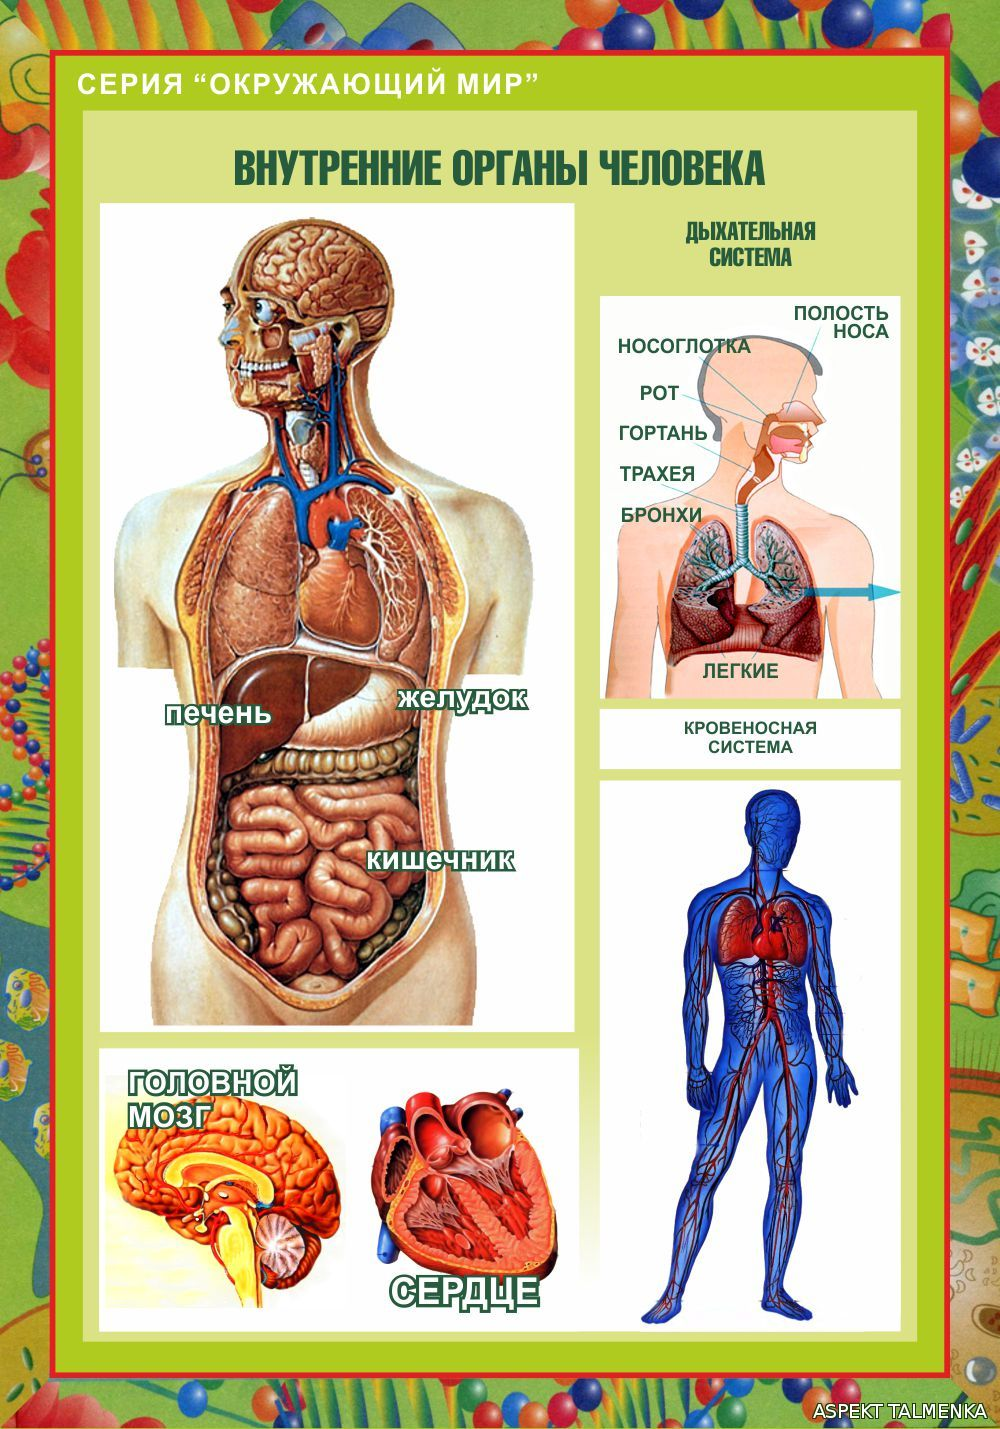 СЕРИЯ “ОКРУЖАЮЩИЙ МИР”
ВНУТРЕННИЕ ОРГАНЫ ЧЕЛОВЕКА
печень
желудок
кишечник
ДЫХАТЕЛЬНАЯ
СИСТЕМА
ПОЛОСТЬ
НОСА
НОСОГЛОТКА
РОТ
ГОРТАНЬ
ТРАХЕЯ
БРОНХИ
ЛЕГКИЕ
КРОВЕНОСНАЯ
СИСТЕМА
ГОЛОВНОЙ
МОЗГ
СЕРДЦЕ
ASPEKT TALMENKA